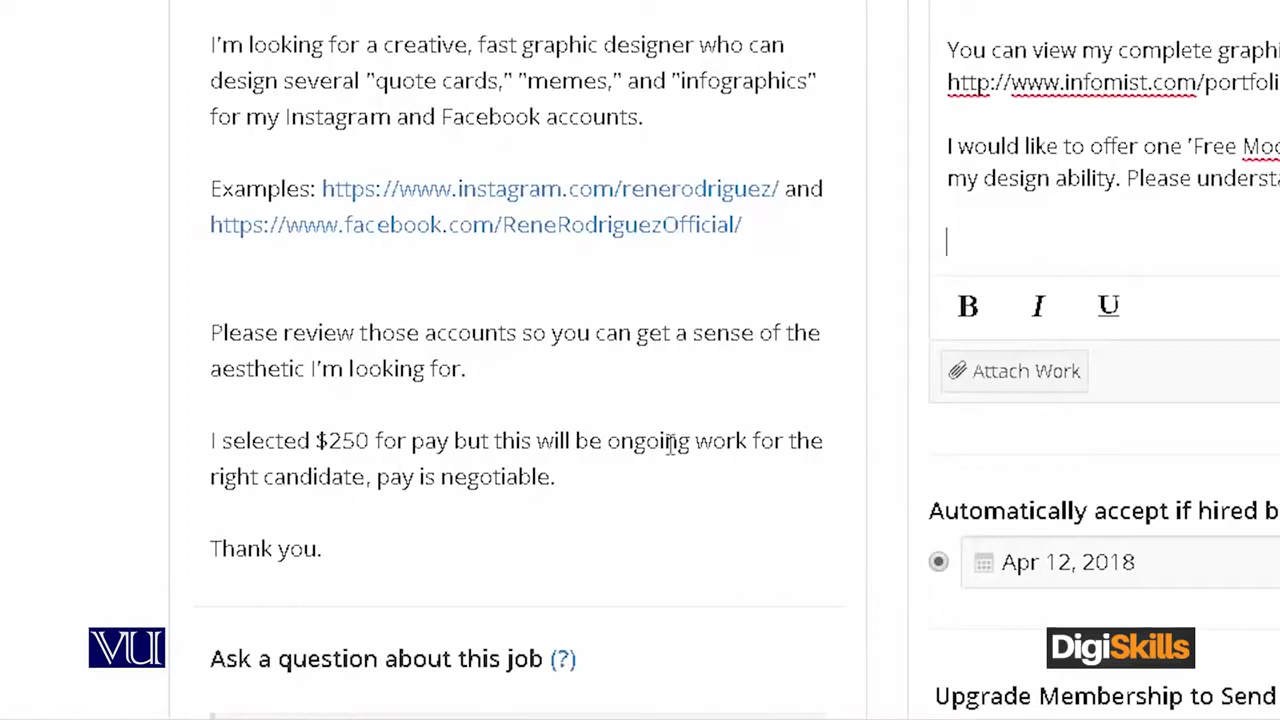 I'm looking for a creative, fast graphic designer who can
design several "quote cards," "memes," and "infographics"
for my Instagram and Facebook accounts.
Examples: https://www.instagram.com/renerodriguez/ and
https://www.facebook.com/ReneRodriguezOfficial/
Please review those accounts so you can get a sense of the
aesthetic I'm looking for.
I selected $250 for pay but this will be ongoing work for the
right candidate, pay is negotiable.
Thank you.
Ask a question about this job (?)
You can view my complete graphi
http://www.infomist.com/portfoli
I would like to offer one 'Free Moc
my design ability. Please understa
B I U
Attach Work
Automatically accept if hired b
Apr 12, 2018
Upgrade Membership to Send
VU
DigiSkills